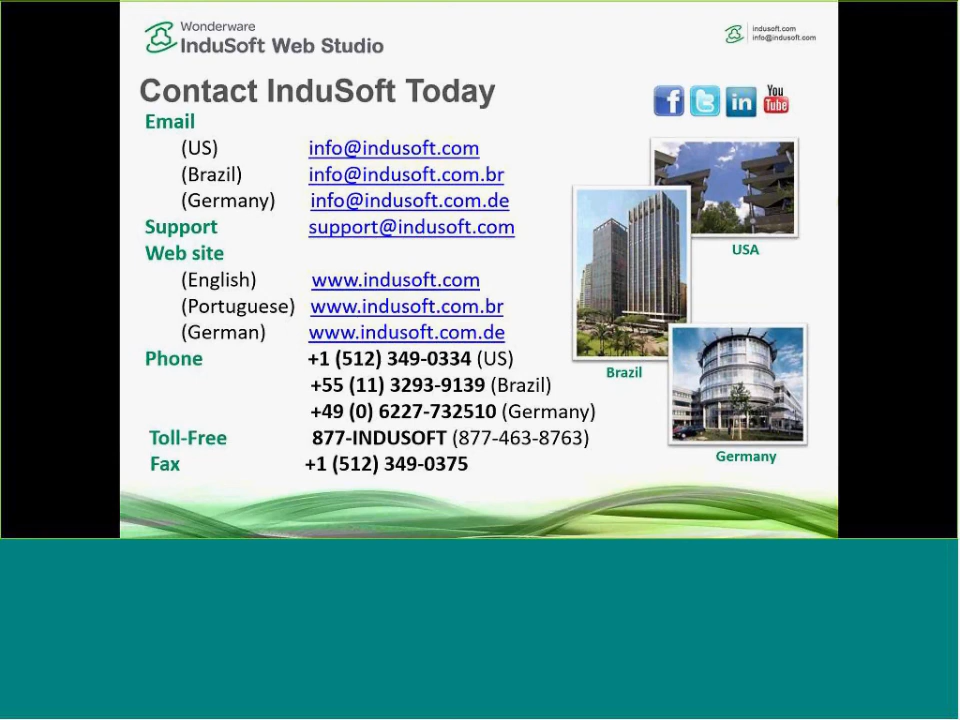 Wonderware
InduSoft Web Studio
indusoft.com
info@indusoft.com
Contact InduSoft Today
f t in You Tube
Email
(US) info@indusoft.com
(Brazil) info@indusoft.com.br
(Germany) info@indusoft.com.de
Support support@indusoft.com
Web site
(English) www.indusoft.com
(Portuguese) www.indusoft.com.br
(German) www.indusoft.com.de
Phone +1 (512) 349-0334 (US)
+55 (11) 3293-9139 (Brazil)
+49 (0) 6227-732510 (Germany)
Toll-Free 877-INDUSOFT (877-463-8763)
Fax +1 (512) 349-0375
USA
Brazil
Germany